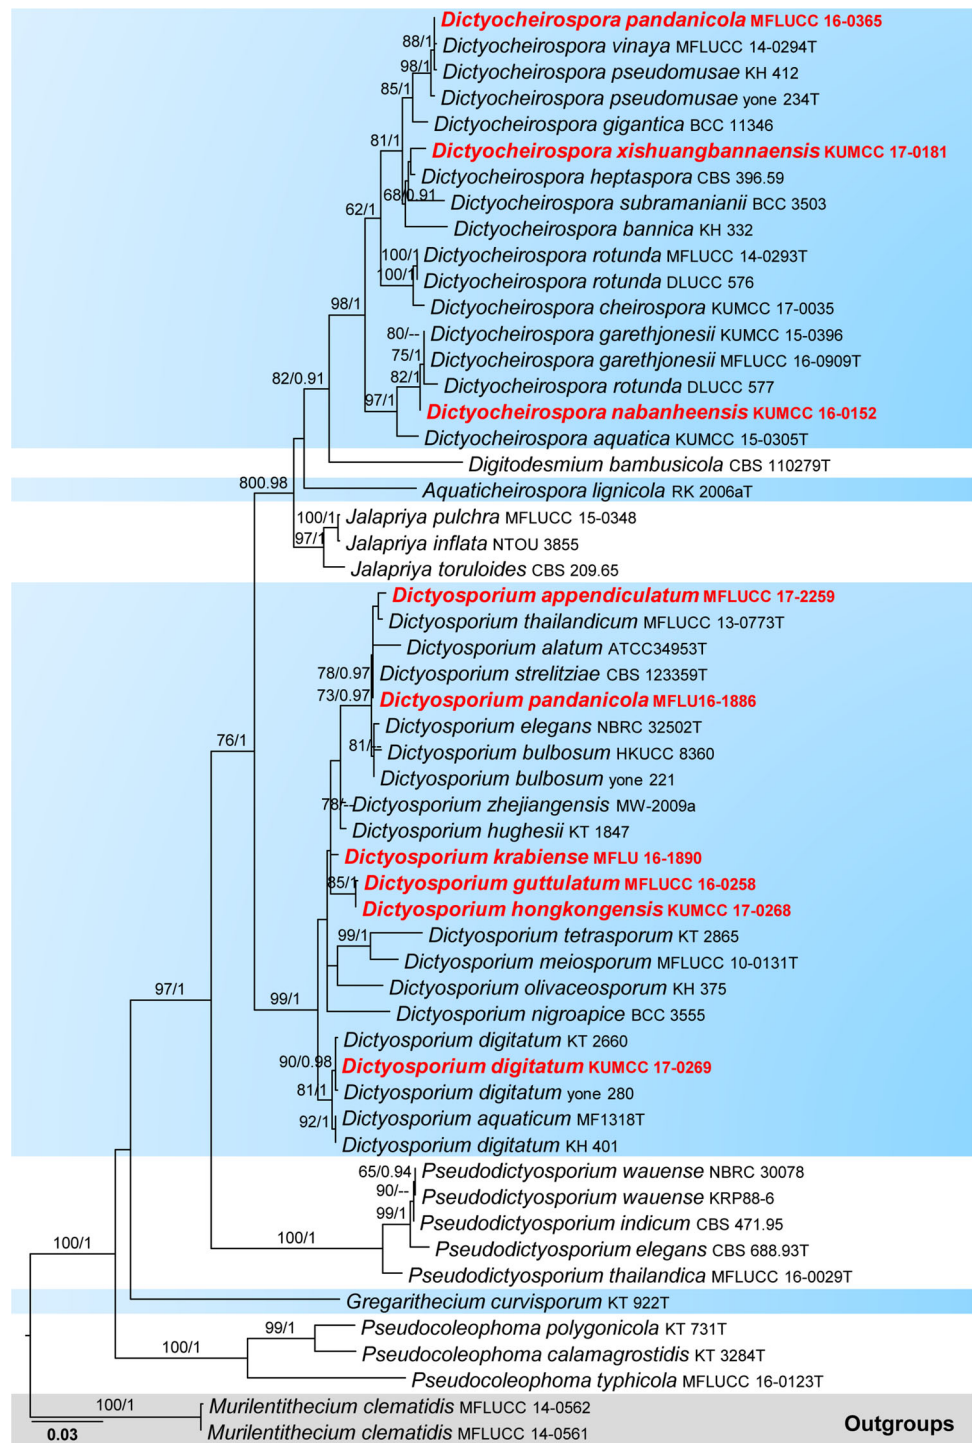 Dictyocheirospora pandanicola MFLUCC 16-0365
88/1
Dictyocheirospora vinaya MFLUCC 14-0294T
98/1
Dictyocheirospora pseudomusae KH 412
85/1
Dictyocheirospora pseudomusae yone 234T
Dictyocheirospora gigantica BCC 11346
81/1
Dictyocheirospora xishuangbannaensis KUMCC 17-0181
Dictyocheirospora heptaspora CBS 396.59
68/0.91
Dictyocheirospora subramanianii BCC 3503
62/1
Dictyocheirospora bannica KH 332
100/1
Dictyocheirospora rotunda MFLUCC 14-0293T
100/1
Dictyocheirospora rotunda DLUCC 576
98/1
Dictyocheirospora cheirospora KUMCC 17-0035
80/--
Dictyocheirospora garethjonesii KUMCC 15-0396
75/1
Dictyocheirospora garethjonesii MFLUCC 16-0909T
82/0.91
82/1
Dictyocheirospora rotunda DLUCC 577
97/1
Dictyocheirospora nabanheensis KUMCC 16-0152
Dictyocheirospora aquatica KUMCC 15-0305T
Digitodesmium bambusicola CBS 110279T
800.98
Aquaticheirospora lignicola RK 2006aT
100/1
Jalapriya pulchra MFLUCC 15-0348
97/1
Jalapriya inflata NTOU 3855
Jalapriya toruloides CBS 209.65
Dictyosporium appendiculatum MFLUCC 17-2259
Dictyosporium thailandicum MFLUCC 13-0773T
Dictyosporium alatum ATCC34953T
78/0.97
Dictyosporium strelitziae CBS 123359T
73/0.97
Dictyosporium pandanicola MFLU16-1886
Dictyosporium elegans NBRC 32502T
76/1
81/--
Dictyosporium bulbosum HKUCC 8360
Dictyosporium bulbosum yone 221
78/--
Dictyosporium zhejiangensis MW-2009a
Dictyosporium hughesii KT 1847
Dictyosporium krabiense MFLU 16-1890
85/1
Dictyosporium guttulatum MFLUCC 16-0258
Dictyosporium hongkongensis KUMCC 17-0268
99/1
Dictyosporium tetrasporum KT 2865
Dictyosporium meiosporum MFLUCC 10-0131T
97/1
Dictyosporium olivaceosporum KH 375
99/1
Dictyosporium nigroapice BCC 3555
Dictyosporium digitatum KT 2660
90/0.98
Dictyosporium digitatum KUMCC 17-0269
81/1
Dictyosporium digitatum yone 280
92/1
Dictyosporium aquaticum MF1318T
Dictyosporium digitatum KH 401
65/0.94
Pseudodictyosporium wauense NBRC 30078
90/--
Pseudodictyosporium wauense KRP88-6
99/1
Pseudodictyosporium indicum CBS 471.95
100/1
100/1
Pseudodictyosporium elegans CBS 688.93T
Pseudodictyosporium thailandica MFLUCC 16-0029T
Gregarithecium curvisporum KT 922T
99/1
Pseudocoleophoma polygonicola KT 731T
100/1
Pseudocoleophoma calamagrostidis KT 3284T
Pseudocoleophoma typhicola MFLUCC 16-0123T
100/1
Murilentithecium clematidis MFLUCC 14-0562
Outgroups
0.03
Murilentithecium clematidis MFLUCC 14-0561